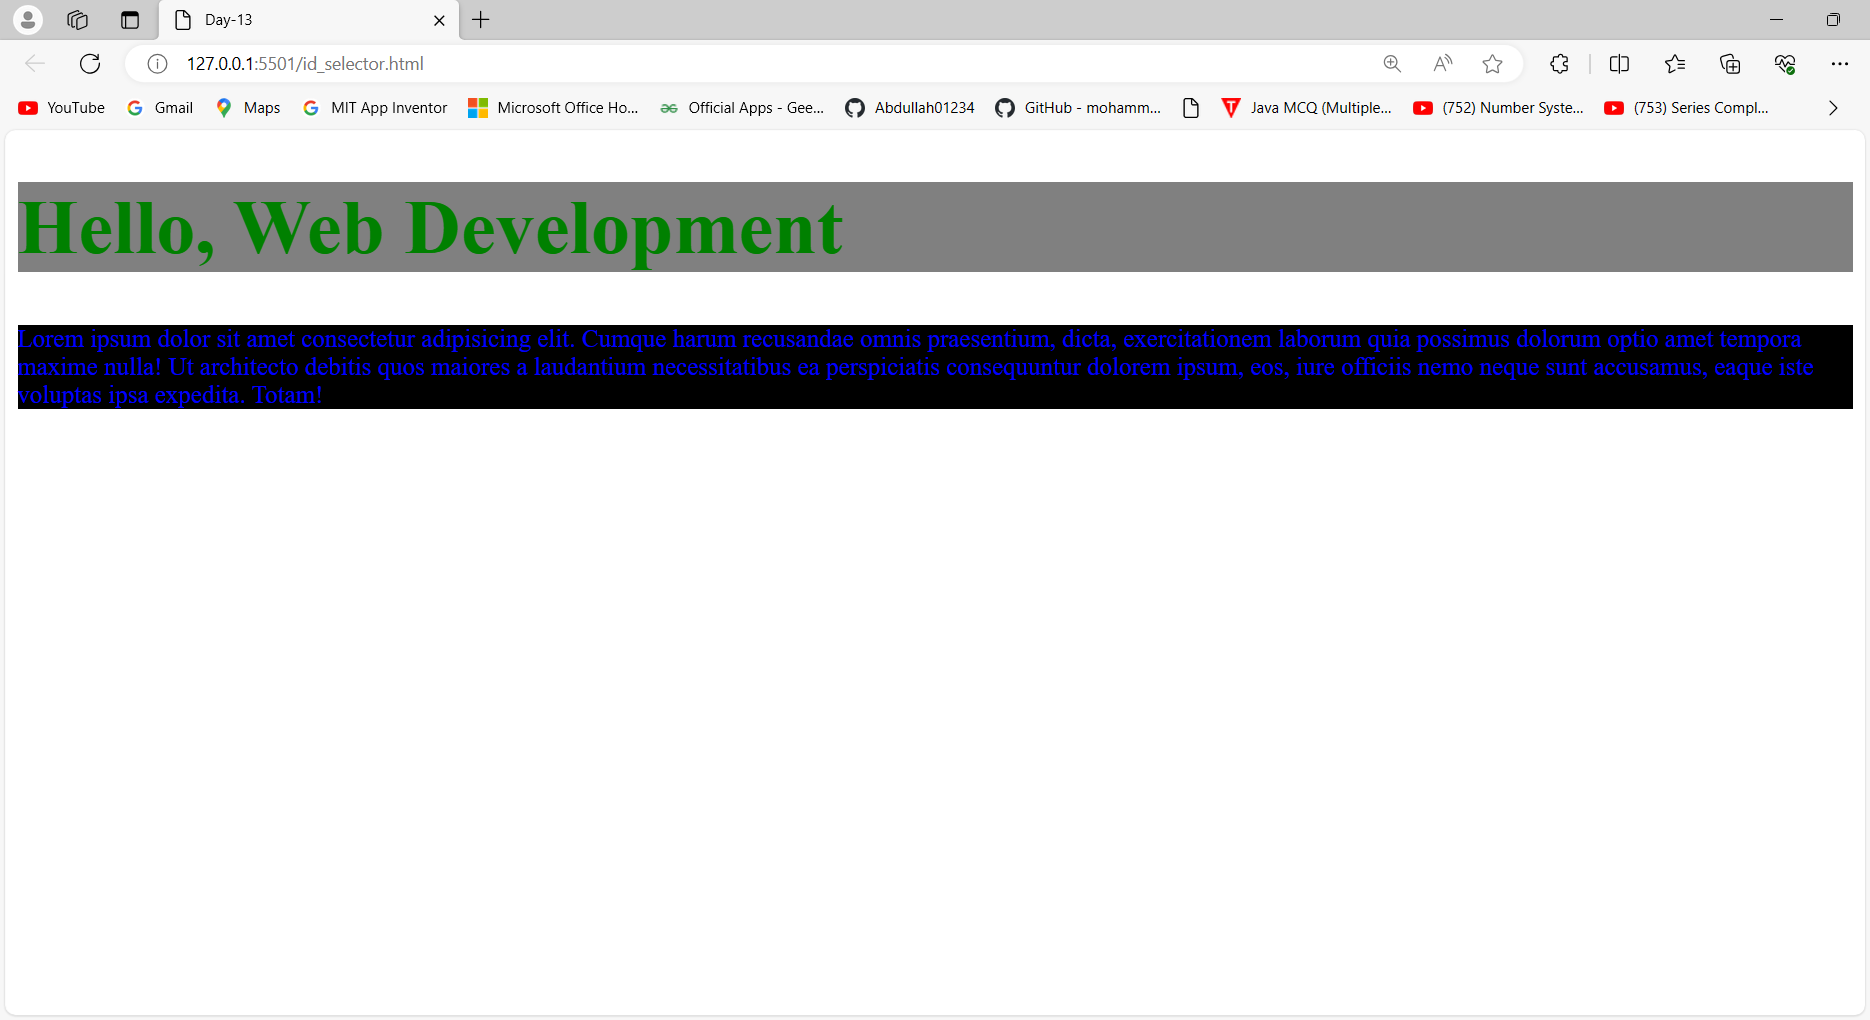 Day-13
127.0.0.1:5501/id_selector.html
YouTube Gmail Maps MIT App Inventor Microsoft Office Ho... Official Apps - Gee... Abdullah01234 GitHub - mohamm... Java MCQ (Multiple... (752) Number Syste... (753) Series Compl...
Hello, Web Development
Lorem ipsum dolor sit amet consectetur adipisicing elit. Cumque harum recusandae omnis praesentium, dicta, exercitationem laborum quia possimus dolorum optio amet tempora
maxime nulla! Ut architecto debitis quos maiores a laudantium necessitatibus ea perspiciatis consequuntur dolorem ipsum, eos, iure officiis nemo neque sunt accusamus, eaque iste
voluptas ipsa expedita. Totam!